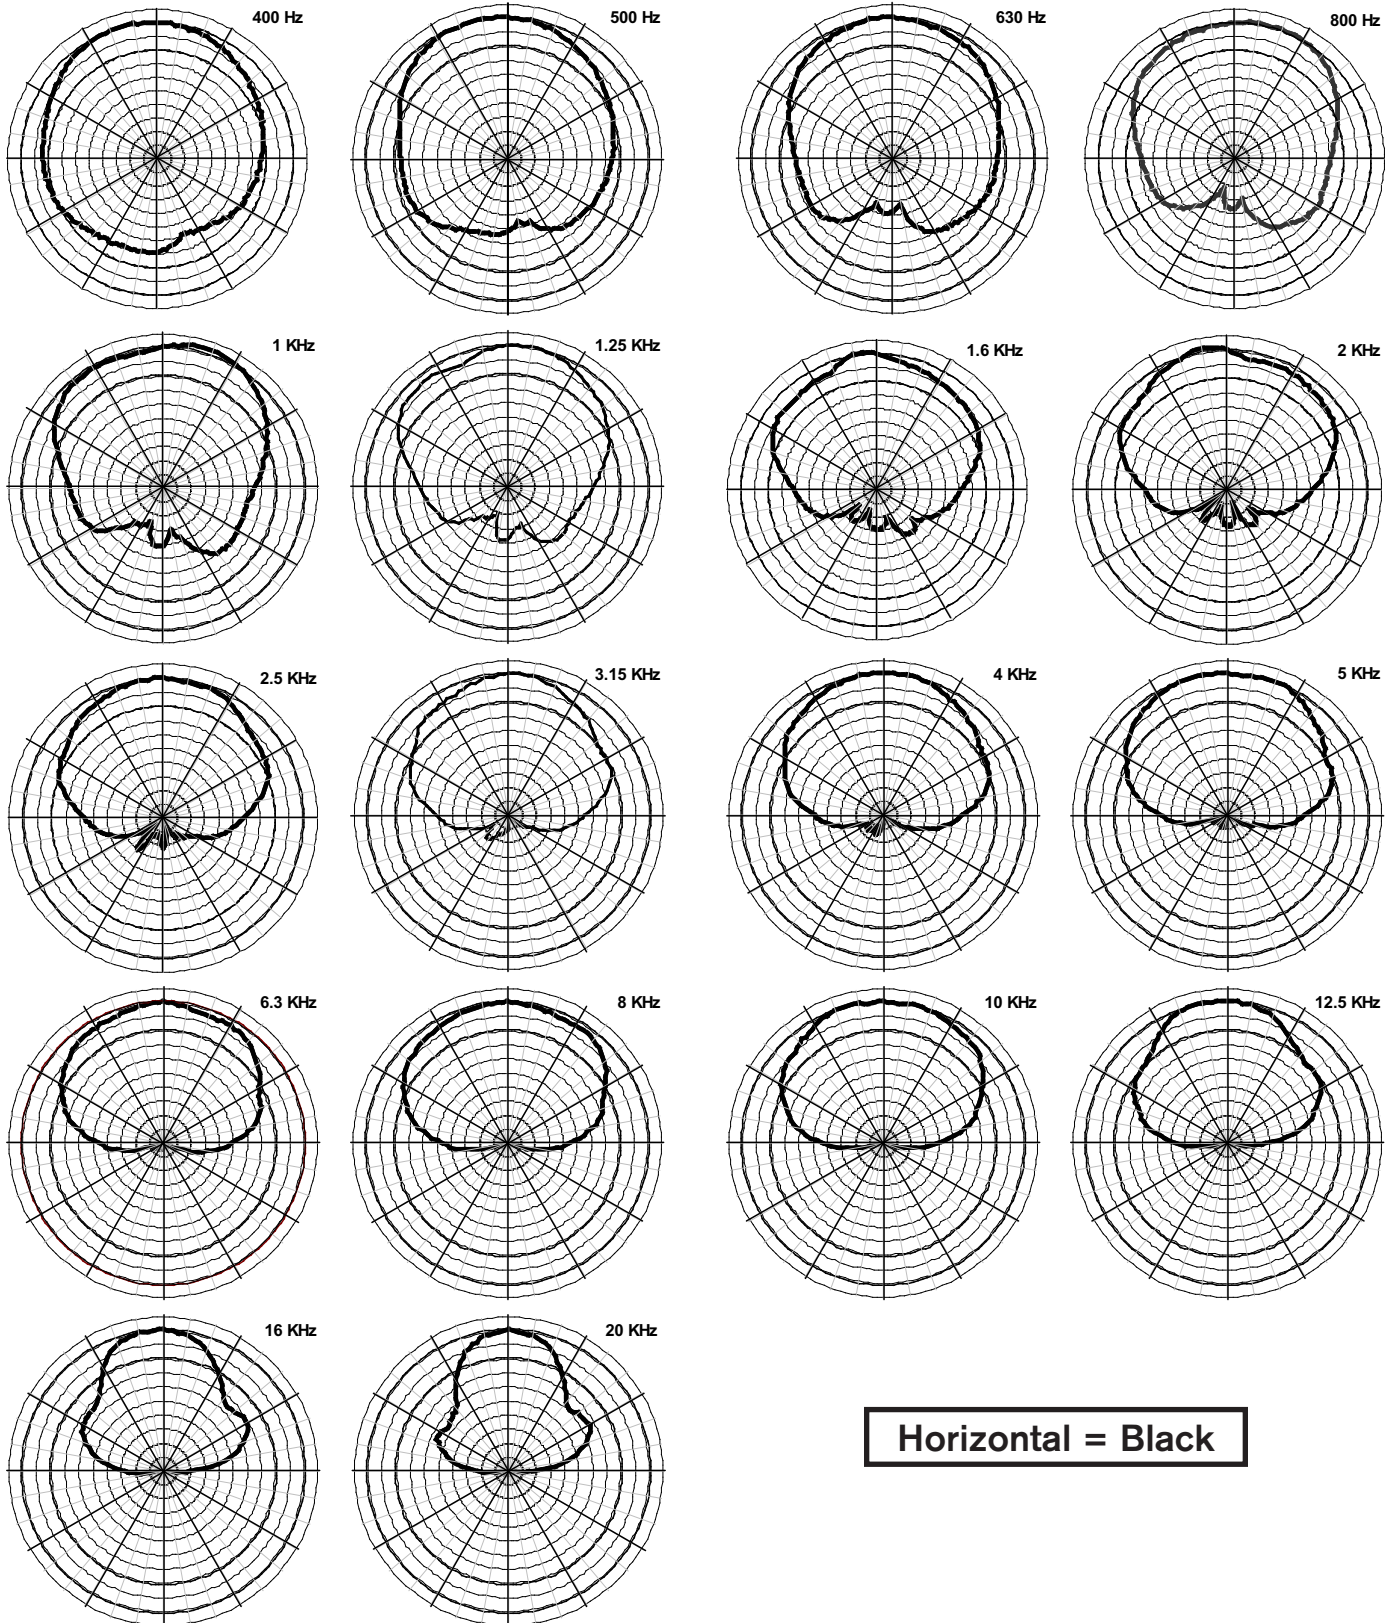 400 Hz
500 Hz
630 Hz
800 Hz
1 KHz
1.25 KHz
1.6 KHz
2 KHz
2.5 KHz
3.15 KHz
4 KHz
5 KHz
6.3 KHz
8 KHz
10 KHz
12.5 KHz
16 KHz
20 KHz
Horizontal = Black